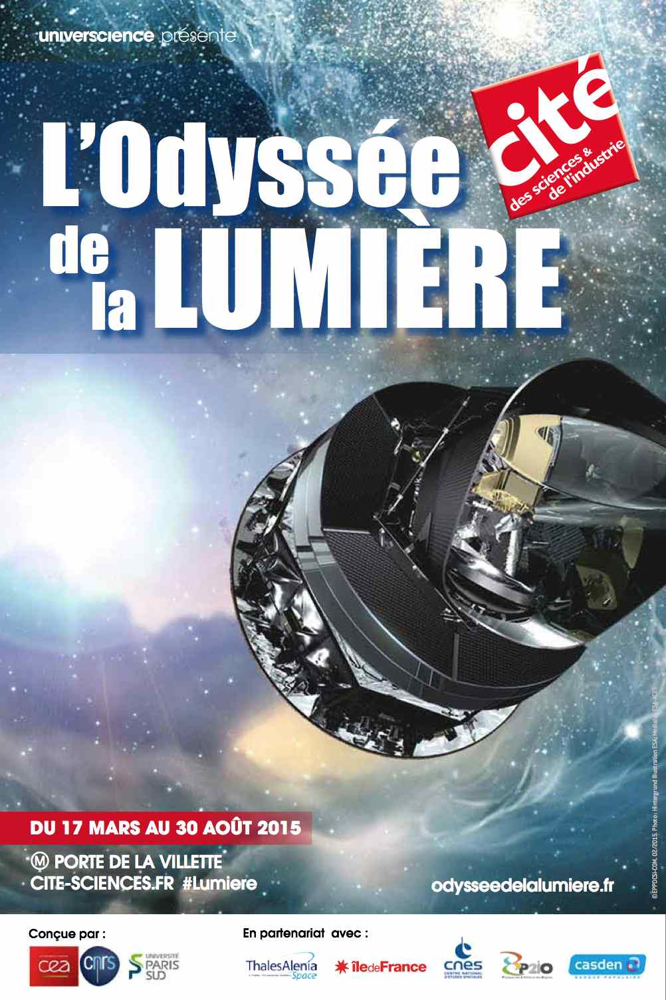 universcience présente
cité
des sciences &
de l'industrie
L'Odyssée
de
la LUMIÈRE
DU 17 MARS AU 30 AOÛT 2015
M PORTE DE LA VILLETTE
CITE-SCIENCES.FR #Lumiere
odysseedelalumiere.fr
Conçue par :
cea
cnrs
UNIVERSITÉ
PARIS
SUD
En partenariat avec :
ThalesAlenia
Space
îledeFrance
cnes
CENTRE NATIONAL
D'ÉTUDES SPATIALES
P2iO
casden
BANQUE POPULAIRE
© EPPDCSI-COM, 02/2015. Photo : Hintergrund Illustration ESA/Medialab, ESA-